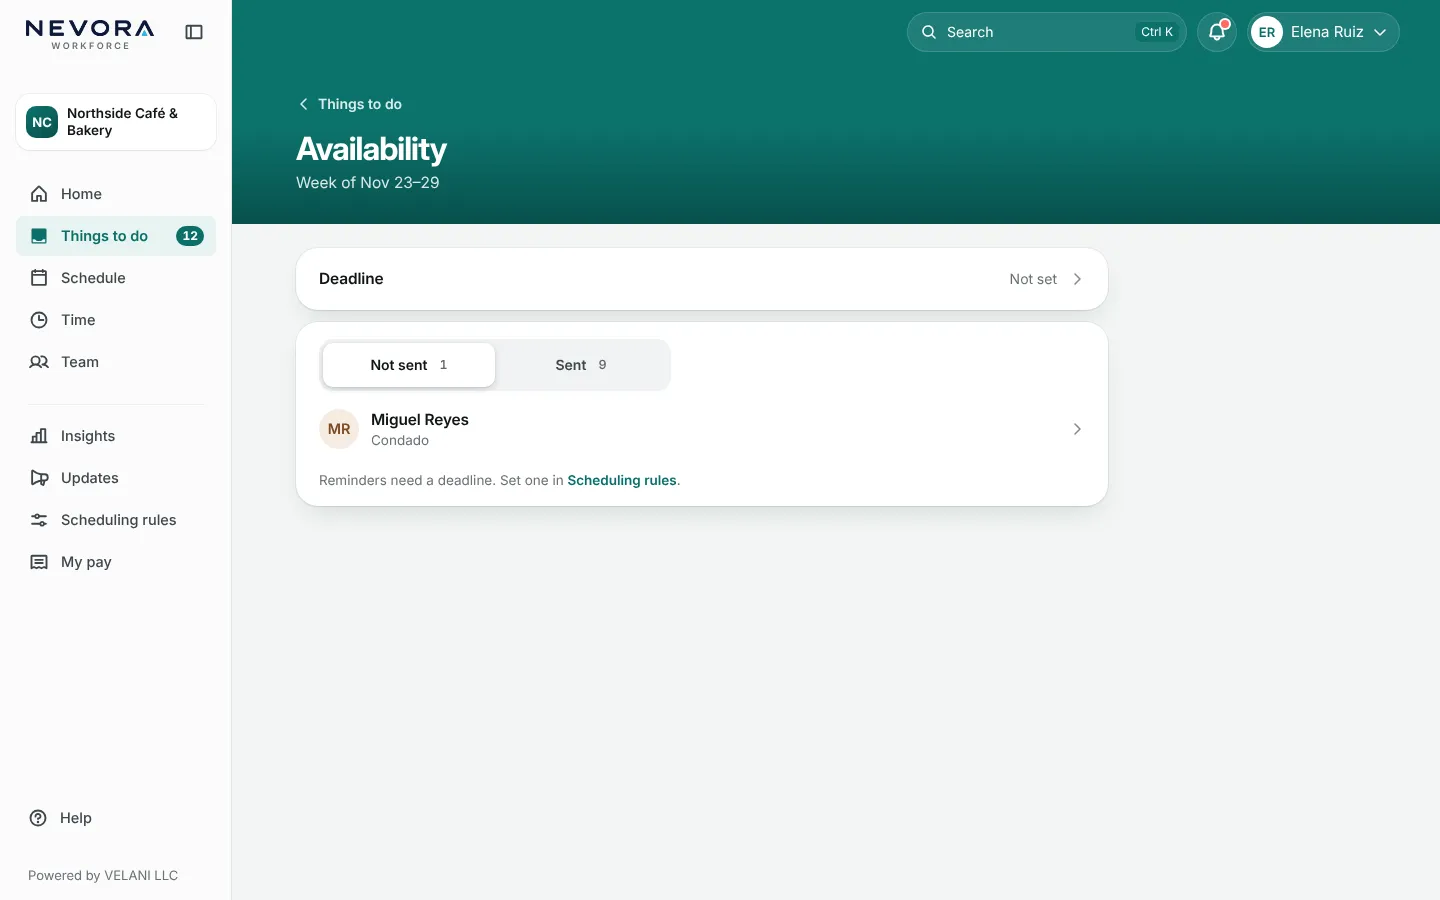 NEVORA
WORKFORCE
Search
Ctrl K
ER
Elena Ruiz
NC
Northside Café &
Bakery
Home
Things to do
12
Schedule
Time
Team
Insights
Updates
Scheduling rules
My pay
Help
Powered by VELANI LLC
Things to do
Availability
Week of Nov 23–29
Deadline
Not set
Not sent 1
Sent 9
MR
Miguel Reyes
Condado
Reminders need a deadline. Set one in Scheduling rules.